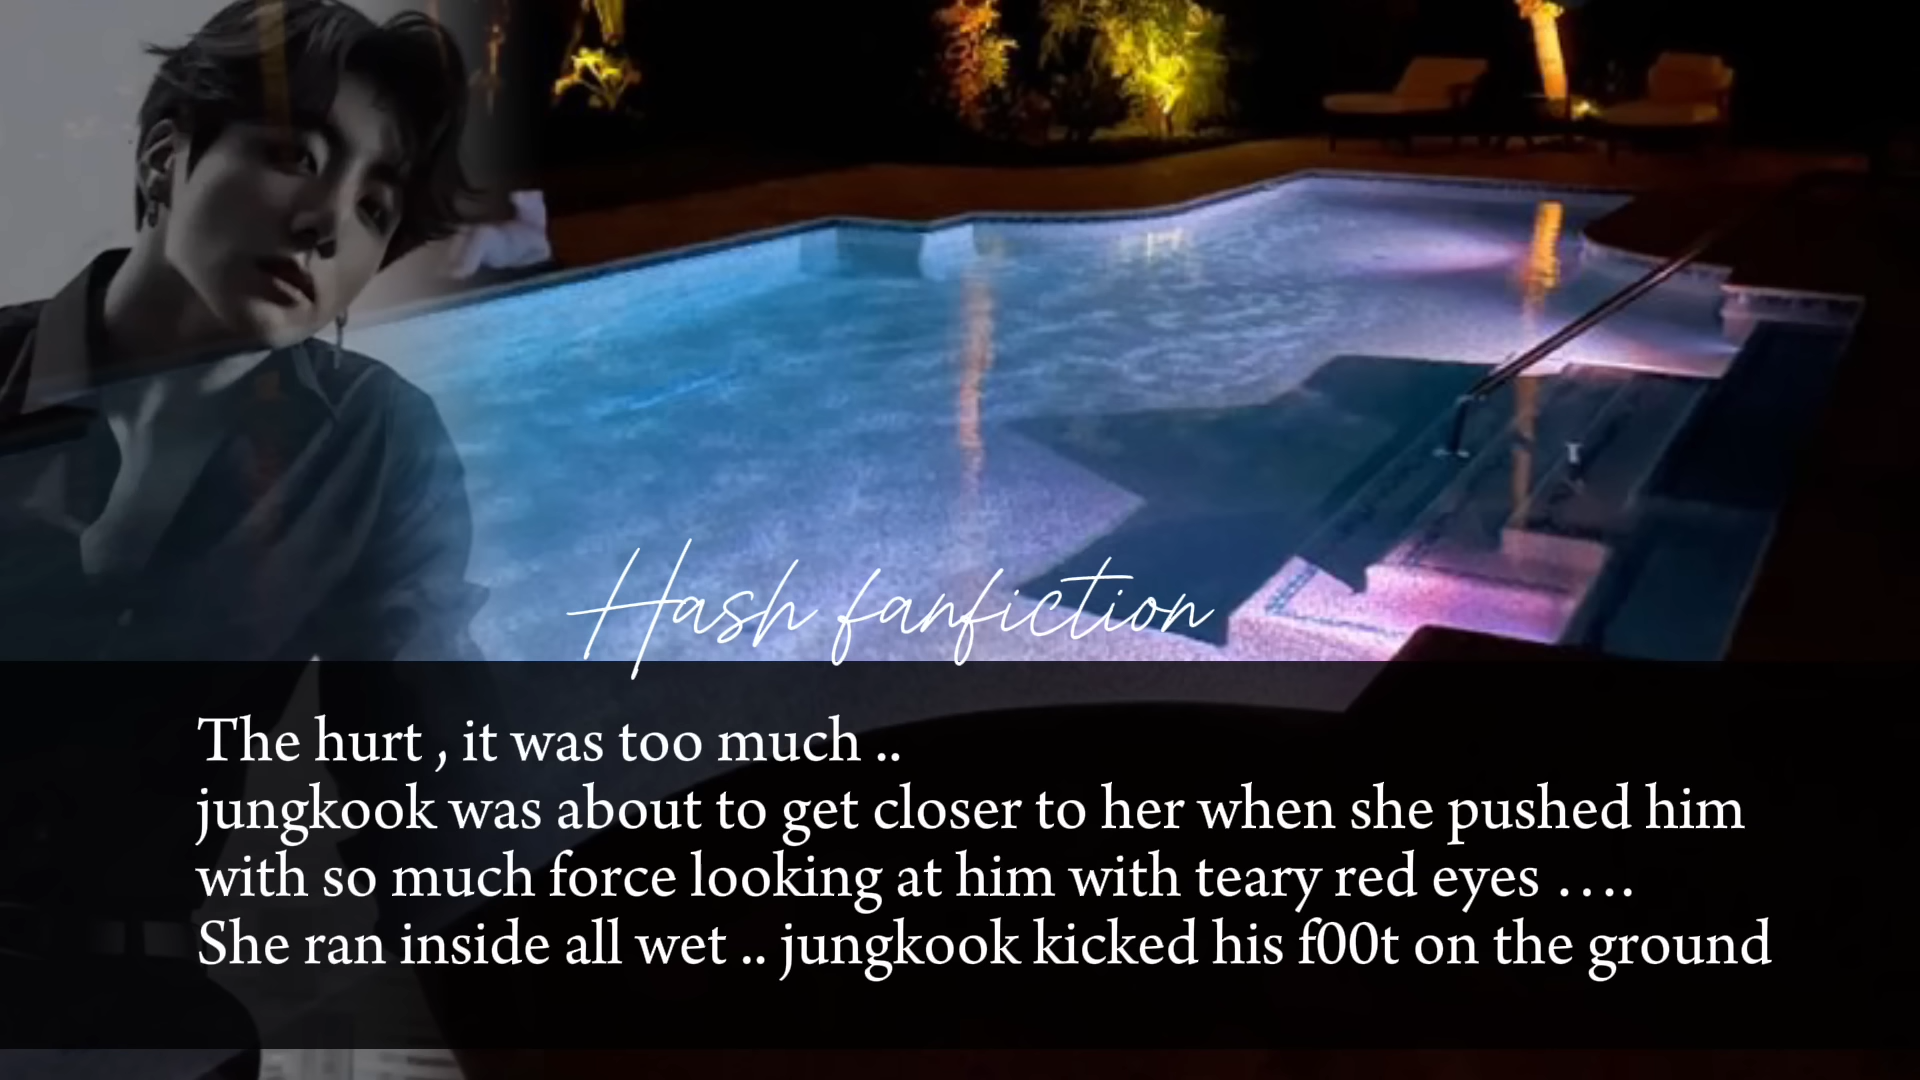 Hash fanfiction
The hurt , it was too much ..
jungkook was about to get closer to her when she pushed him
with so much force looking at him with teary red eyes ....
She ran inside all wet .. jungkook kicked his f00t on the ground